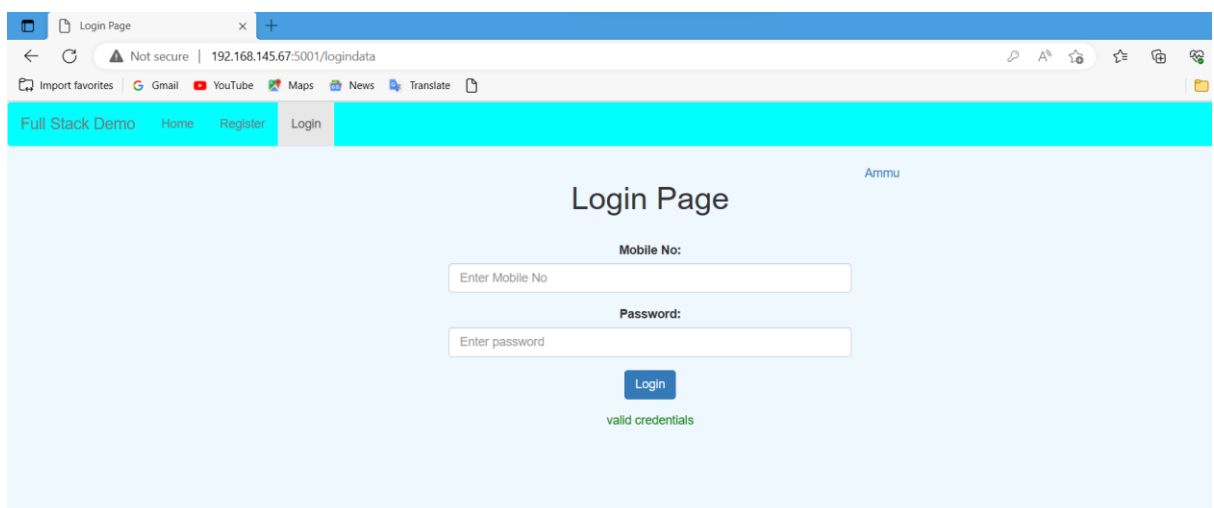 Login Page
Not secure | 192.168.145.67:5001/logindata
Import favorites Gmail YouTube Maps News Translate
Full Stack Demo Home Register Login
Ammu
Login Page
Mobile No:
Enter Mobile No
Password:
Enter password
Login
valid credentials